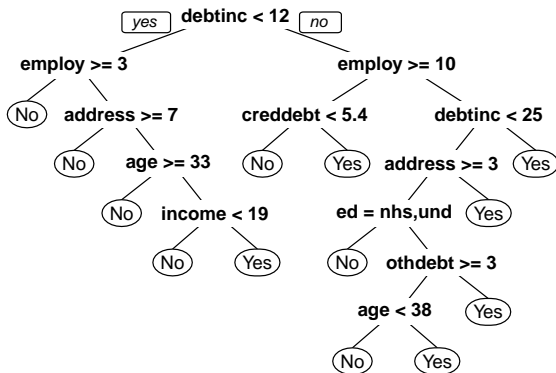 yes debtinc < 12 no
employ >= 3 employ >= 10
No address >= 7 creddebt < 5.4 debtinc < 25
No age >= 33 No Yes address >= 3 Yes
No income < 19 ed = nhs,und Yes
No Yes No othdebt >= 3
age < 38 Yes
No Yes